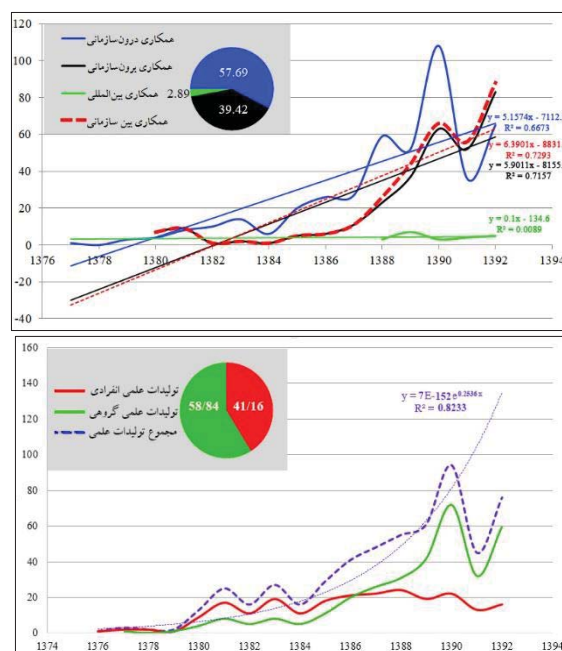 120
100
80
60
40
20
0
-20
-40
1376 1378 1380 1382 1384 1386 1388 1390 1392 1394
همکاری درون‌سازمانی
همکاری برون‌سازمانی
همکاری بین‌المللی
همکاری بین سازمانی
57.69
2.89
39.42
y = 5.1574x - 7112.
R² = 0.6673
y = 6.3901x - 8831
R² = 0.7293
y = 5.9011x - 8155.
R² = 0.7157
y = 0.1x - 134.6
R² = 0.0089
160
140
120
100
80
60
40
20
0
1374 1376 1378 1380 1382 1384 1386 1388 1390 1392 1394
تولیدات علمی انفرادی
تولیدات علمی گروهی
مجموع تولیدات علمی
58/84 41/16
y = 7E-152e^0.2636x
R² = 0.8233